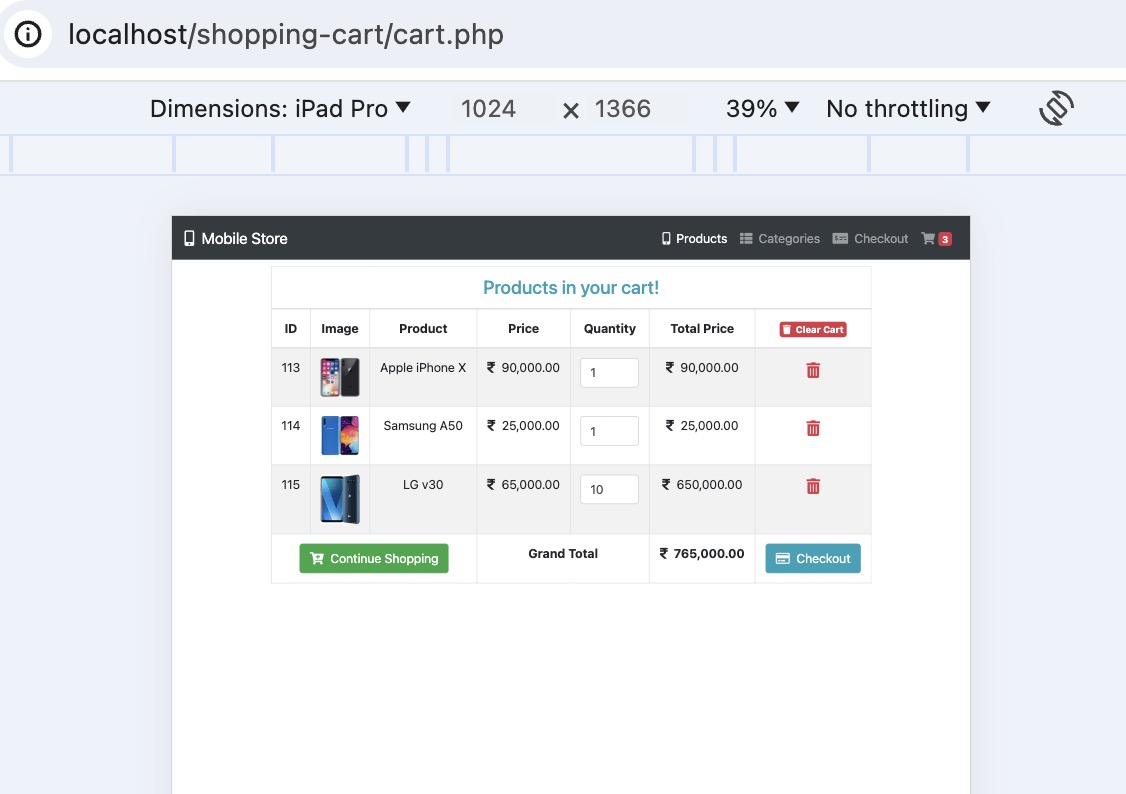 localhost/shopping-cart/cart.php
Dimensions: iPad Pro 1024 × 1366 39% No throttling
Mobile Store Products Categories Checkout 3
Products in your cart!
ID Image Product Price Quantity Total Price Clear Cart
113 Apple iPhone X ₹ 90,000.00 1 ₹ 90,000.00
114 Samsung A50 ₹ 25,000.00 1 ₹ 25,000.00
115 LG v30 ₹ 65,000.00 10 ₹ 650,000.00
Continue Shopping Grand Total ₹ 765,000.00 Checkout